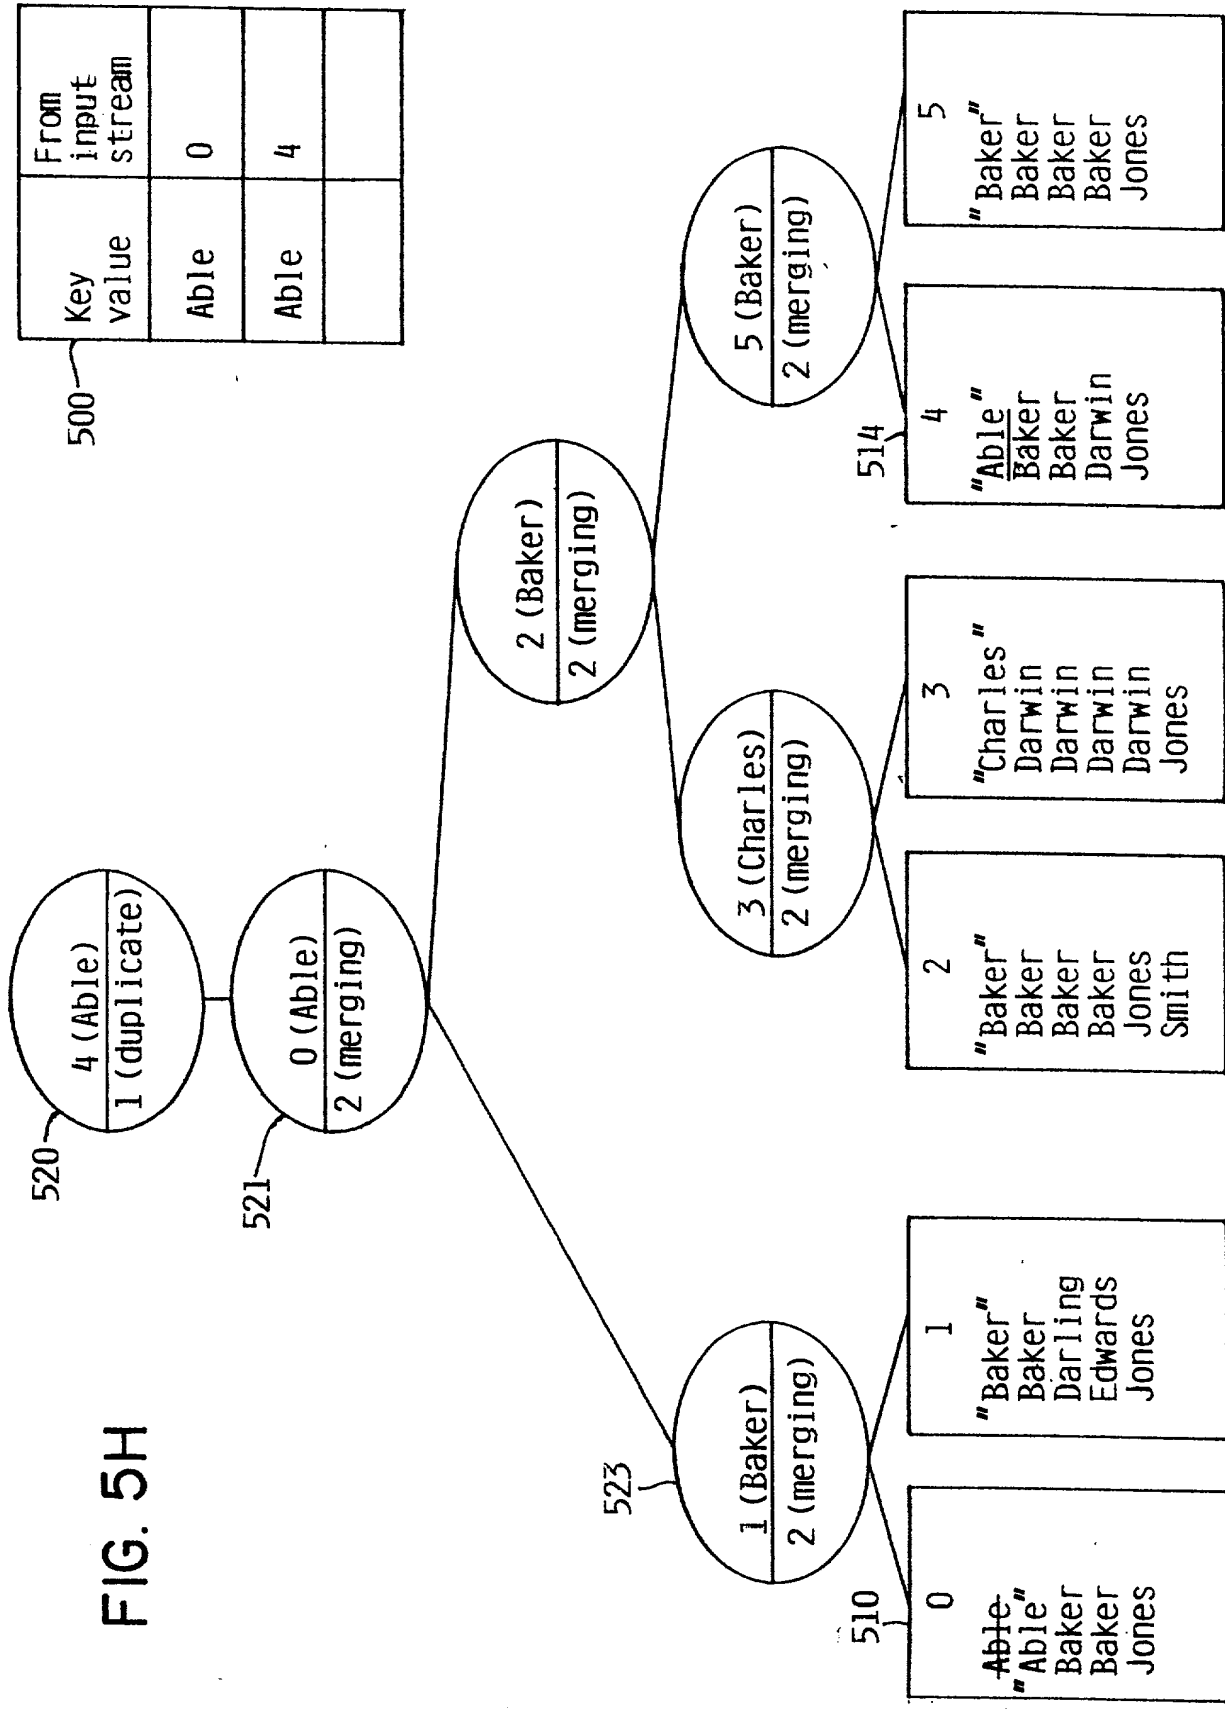 FIG. 5H
500
Key value
From input stream
Able
0
Able
4
520
4 (Able)
1 (duplicate)
521
0 (Able)
2 (merging)
2 (Baker)
2 (merging)
523
1 (Baker)
2 (merging)
3 (Charles)
2 (merging)
5 (Baker)
2 (merging)
510
0
Able
"Able"
Baker
Baker
Jones
1
"Baker"
Baker
Darling
Edwards
Jones
2
"Baker"
Baker
Baker
Baker
Jones
Smith
3
"Charles"
Darwin
Darwin
Darwin
Darwin
Jones
514
4
"Able"
Baker
Baker
Darwin
Jones
5
"Baker"
Baker
Baker
Baker
Jones